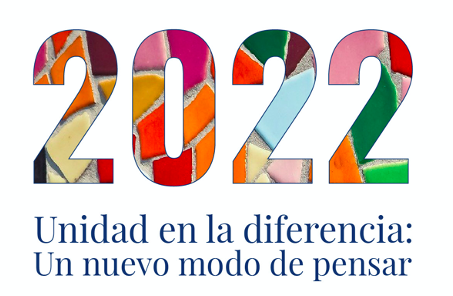 2022
Unidad en la diferencia:
Un nuevo modo de pensar